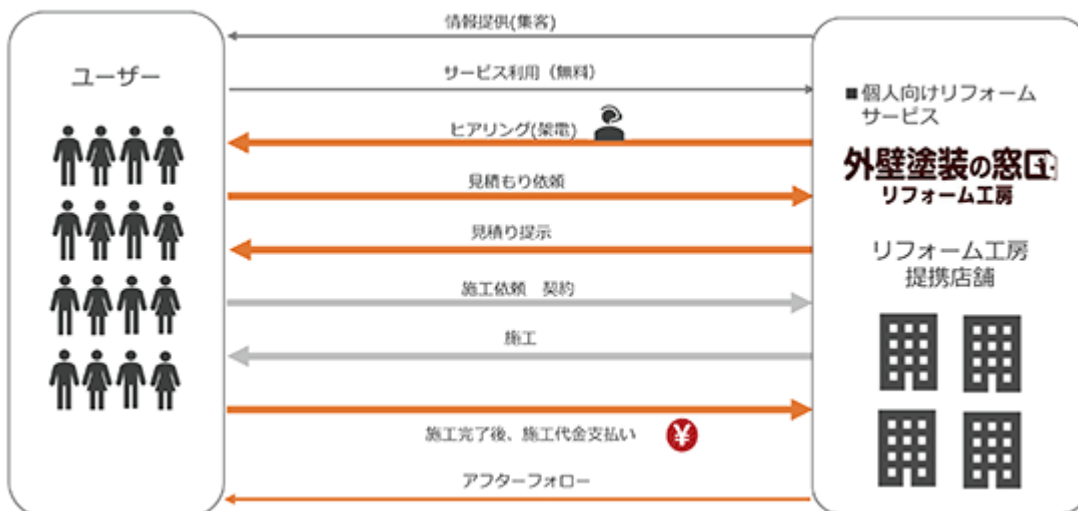 ユーザー
情報提供(集客)
サービス利用（無料）
ヒアリング(架電)
見積もり依頼
見積り提示
施工依頼　契約
施工
施工完了後、施工代金支払い
¥
アフターフォロー
■個人向けリフォーム
サービス
外壁塗装の窓口
リフォーム工房
リフォーム工房
提携店舗